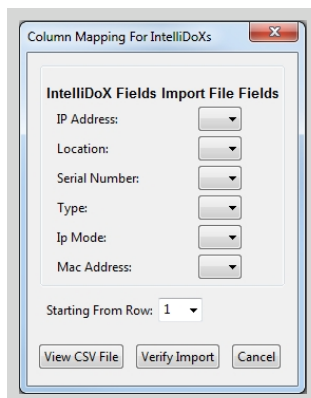 Column Mapping For IntelliDoXs
IntelliDoX Fields Import File Fields
IP Address:
Location:
Serial Number:
Type:
Ip Mode:
Mac Address:
Starting From Row: 1
View CSV File Verify Import Cancel